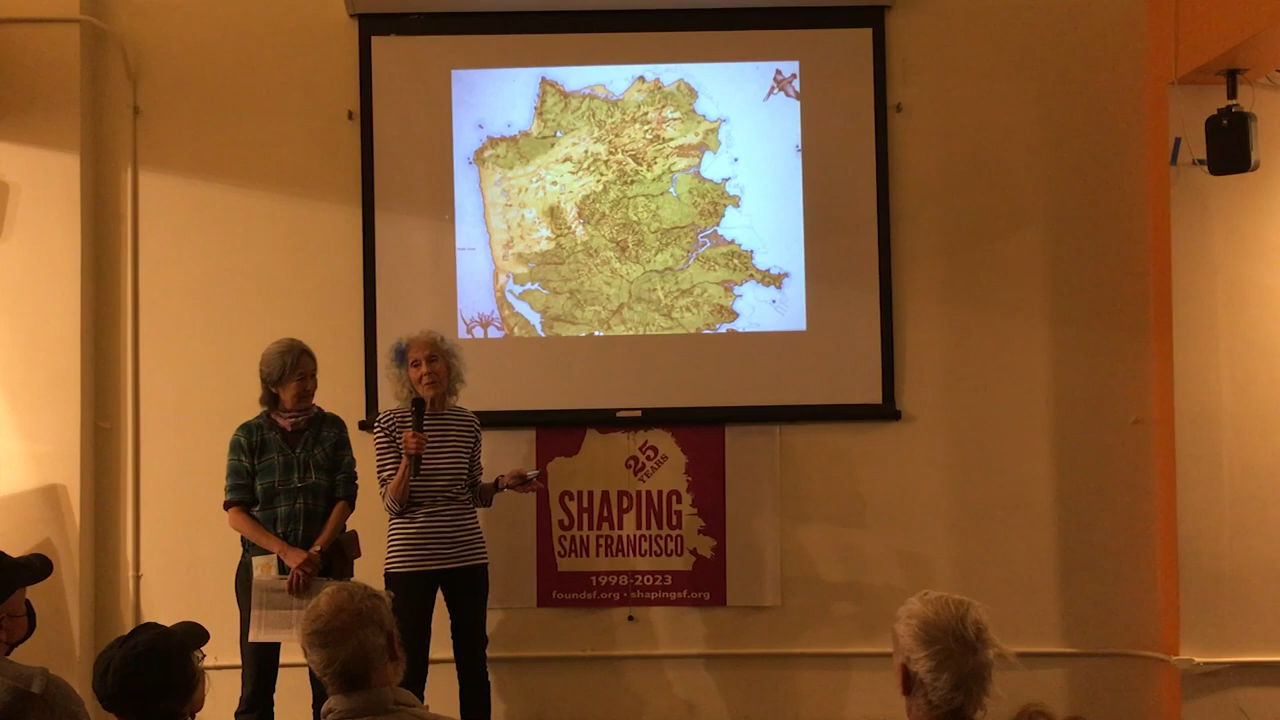 25
YEARS
SHAPING
SAN FRANCISCO
1998-2023
foundsf.org • shapingsf.org